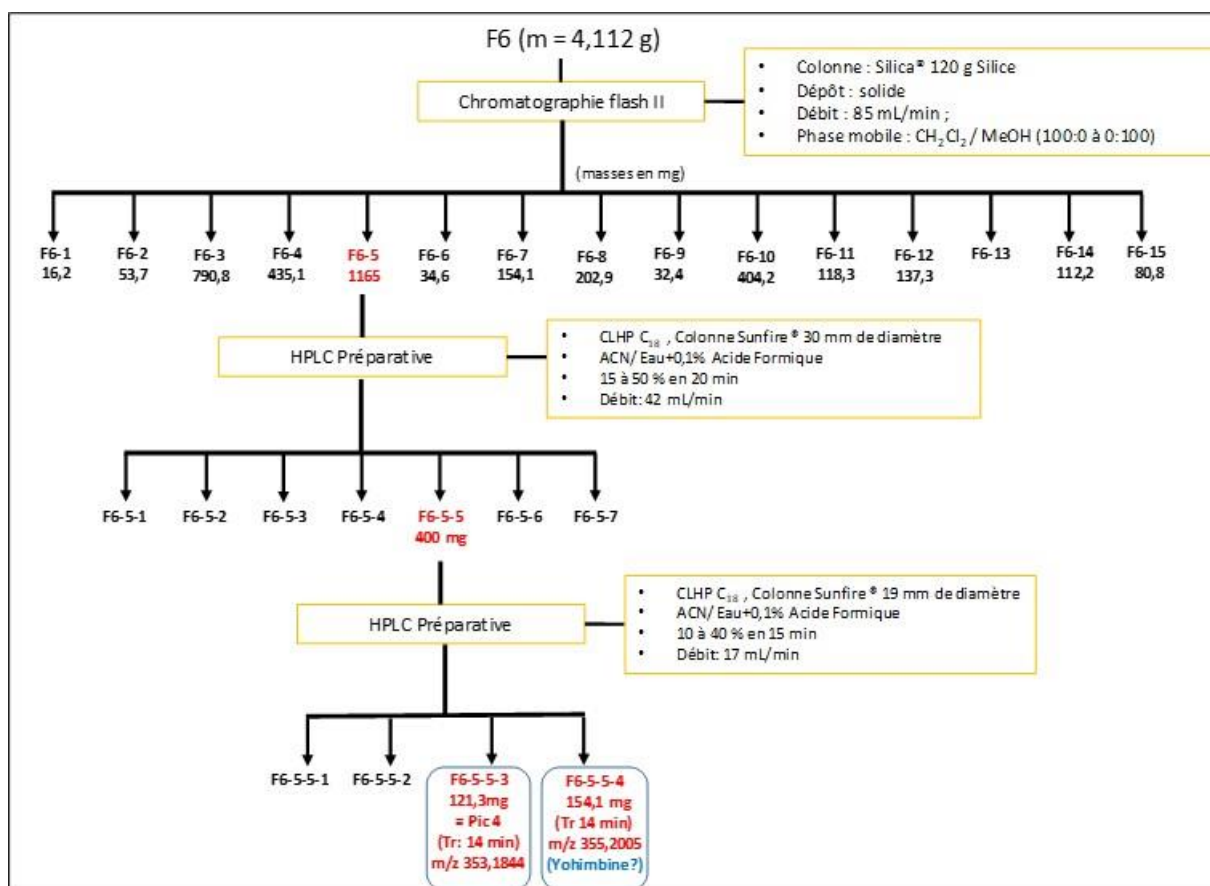 F6 (m = 4,112 g)
• Colonne : Silica® 120 g Silice
• Dépôt : solide
• Débit : 85 mL/min ;
• Phase mobile : CH₂Cl₂ / MeOH (100:0 à 0:100)
Chromatographie flash II
(masses en mg)
F6-1
16,2
F6-2
53,7
F6-3
790,8
F6-4
435,1
F6-5
1165
F6-6
34,6
F6-7
154,1
F6-8
202,9
F6-9
32,4
F6-10
404,2
F6-11
118,3
F6-12
137,3
F6-13
F6-14
112,2
F6-15
80,8
HPLC Préparative
• CLHP C₁₈ , Colonne Sunfire ® 30 mm de diamètre
• ACN/ Eau+0,1% Acide Formique
• 15 à 50 % en 20 min
• Débit: 42 mL/min
F6-5-1
F6-5-2
F6-5-3
F6-5-4
F6-5-5
400 mg
F6-5-6
F6-5-7
HPLC Préparative
• CLHP C₁₈ , Colonne Sunfire ® 19 mm de diamètre
• ACN/ Eau+0,1% Acide Formique
• 10 à 40 % en 15 min
• Débit: 17 mL/min
F6-5-5-1
F6-5-5-2
F6-5-5-3
121,3mg
= Pic 4
(Tr: 14 min)
m/z 353,1844
F6-5-5-4
154,1 mg
(Tr 14 min)
m/z 355,2005
(Yohimbine?)